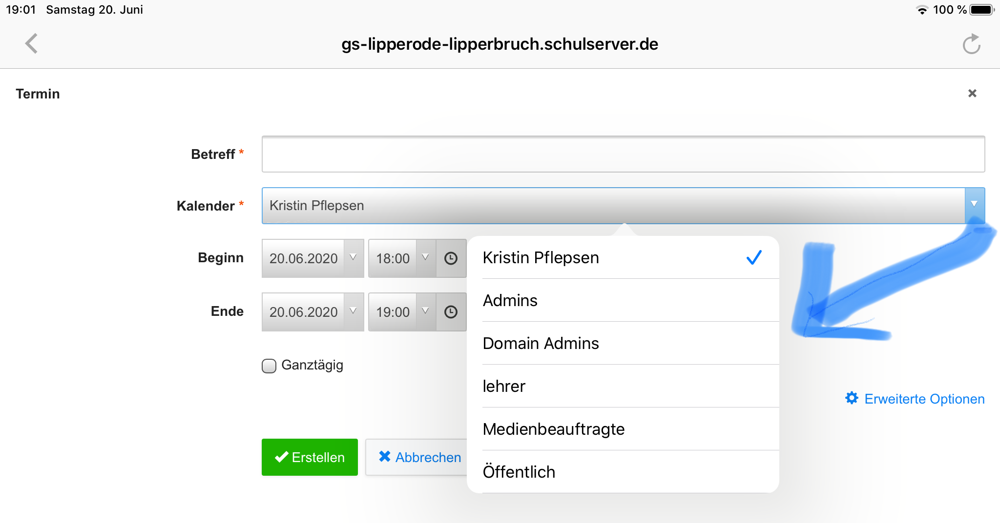 19:01 Samstag 20. Juni 100 %
gs-lipperode-lipperbruch.schulserver.de
Termin
Betreff *
Kalender * Kristin Pflepsen
Beginn 20.06.2020 18:00
Ende 20.06.2020 19:00
Ganztägig
Kristin Pflepsen
Admins
Domain Admins
lehrer
Medienbeauftragte
Öffentlich
Erweiterte Optionen
Erstellen Abbrechen